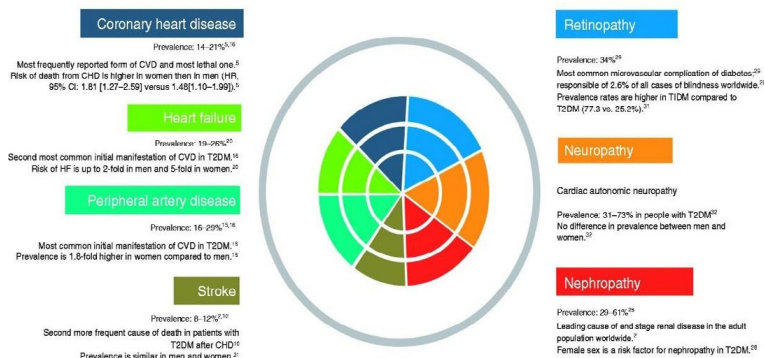 Coronary heart disease
Prevalence: 14–21%5,16
Most frequently reported form of CVD and most lethal one.5
Risk of death from CHD is higher in women then in men (HR,
95% CI: 1.81 [1.27–2.59] versus 1.48[1.10–1.99]).5
Heart failure
Prevalence: 19–26%20
Second most common initial manifestation of CVD in T2DM.16
Risk of HF is up to 2-fold in men and 5-fold in women.20
Peripheral artery disease
Prevalence: 16–29%15,16
Most common initial manifestation of CVD in T2DM.15
Prevalence is 1.8-fold higher in women compared to men.15
Stroke
Prevalence: 8–12%2,10
Second more frequent cause of death in patients with
T2DM after CHD10
Prevalence is similar in men and women.21
Retinopathy
Prevalence: 34%29
Most common microvascular complication of diabetes;29
responsible of 2.6% of all cases of blindness worldwide.
Prevalence rates are higher in TIDM compared to
T2DM (77.3 vs. 25.2%).31
Neuropathy
Cardiac autonomic neuropathy
Prevalence: 31–73% in people with T2DM32
No difference in prevalence between men and
women.32
Nephropathy
Prevalence: 29–61%25
Leading cause of end stage renal disease in the adult
population worldwide.2
Female sex is a risk factor for nephropathy in T2DM.28